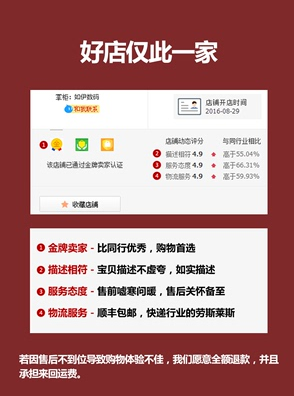 好店仅此一家
掌柜：如伊数码
和我联系
店铺开店时间
2016-08-29
1
该店铺已通过金牌卖家认证
收藏店铺
店铺动态评分 与同行业相比
2 描述相符 4.9 高于55.04%
3 服务态度 4.9 高于66.31%
4 物流服务 4.9 高于59.93%
1 金牌卖家 - 比同行优秀，购物首选
2 描述相符 - 宝贝描述不虚夸，如实描述
3 服务态度 - 售前嘘寒问暖，售后关怀备至
4 物流服务 - 顺丰包邮，快递行业的劳斯莱斯
若因售后不到位导致购物体验不佳，我们愿意全额退款，并且
承担来回运费。